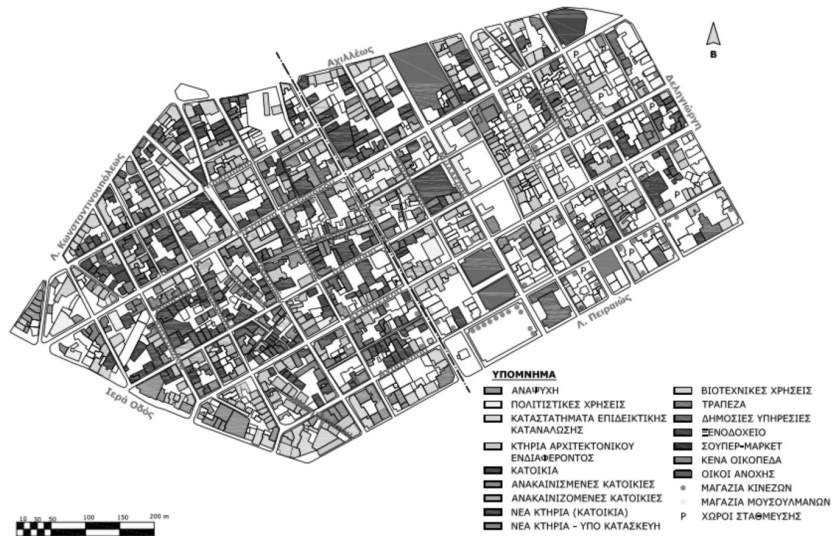 Αχιλλέως
Β
Δεληγιώργη
Λ. Κωνσταντινουπόλεως
Λ. Πειραιώς
Ιερά Οδός
P
P
P
P
P
P
P
ΥΠΟΜΝΗΜΑ
ΑΝΑΨΥΧΗ
ΠΟΛΙΤΙΣΤΙΚΕΣ ΧΡΗΣΕΙΣ
ΚΑΤΑΣΤΑΤΗΜΑΤΑ ΕΠΙΔΕΙΚΤΙΚΗΣ
ΚΑΤΑΝΑΛΩΣΗΣ
ΚΤΗΡΙΑ ΑΡΧΙΤΕΚΤΟΝΙΚΟΥ
ΕΝΔΙΑΦΕΡΟΝΤΟΣ
ΚΑΤΟΙΚΙΑ
ΑΝΑΚΑΙΝΙΣΜΕΝΕΣ ΚΑΤΟΙΚΙΕΣ
ΑΝΑΚΑΙΝΙΖΟΜΕΝΕΣ ΚΑΤΟΙΚΙΕΣ
ΝΕΑ ΚΤΗΡΙΑ (ΚΑΤΟΙΚΙΑ)
ΝΕΑ ΚΤΗΡΙΑ – ΥΠΟ ΚΑΤΑΣΚΕΥΗ
ΒΙΟΤΕΧΝΙΚΕΣ ΧΡΗΣΕΙΣ
ΤΡΑΠΕΖΑ
ΔΗΜΟΣΙΕΣ ΥΠΗΡΕΣΙΕΣ
ΞΕΝΟΔΟΧΕΙΟ
ΣΟΥΠΕΡ-ΜΑΡΚΕΤ
ΚΕΝΑ ΟΙΚΟΠΕΔΑ
ΟΙΚΟΙ ΑΝΟΧΗΣ
ΜΑΓΑΖΙΑ ΚΙΝΕΖΩΝ
ΜΑΓΑΖΙΑ ΜΟΥΣΟΥΛΜΑΝΩΝ
P ΧΩΡΟΙ ΣΤΑΘΜΕΥΣΗΣ
10 30 50 100 150 200 m